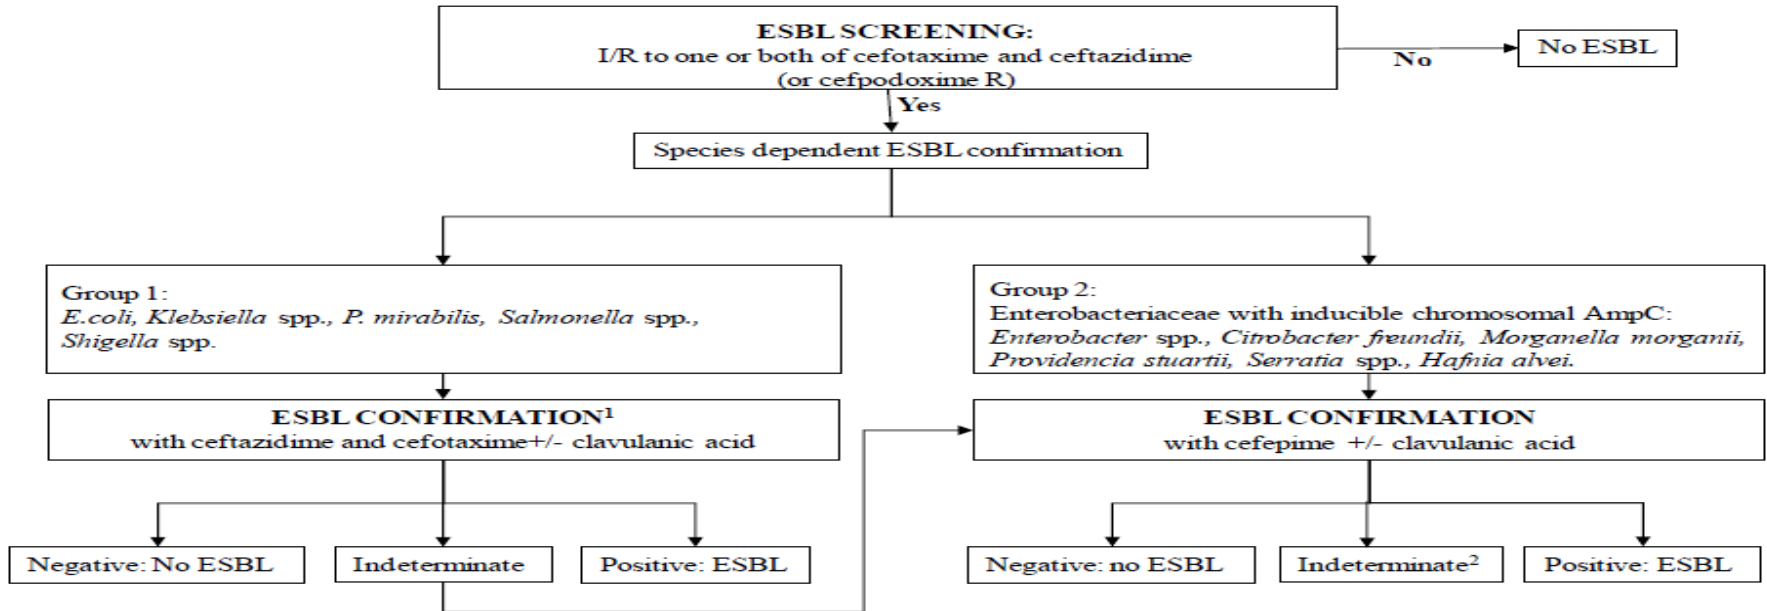 ESBL SCREENING:
I/R to one or both of cefotaxime and ceftazidime
(or cefpodoxime R)
No
No ESBL
Yes
Species dependent ESBL confirmation
Group 1:
E.coli, Klebsiella spp., P. mirabilis, Salmonella spp.,
Shigella spp.
Group 2:
Enterobacteriaceae with inducible chromosomal AmpC:
Enterobacter spp., Citrobacter freundii, Morganella morganii,
Providencia stuartii, Serratia spp., Hafnia alvei.
ESBL CONFIRMATION¹
with ceftazidime and cefotaxime+/- clavulanic acid
ESBL CONFIRMATION
with cefepime +/- clavulanic acid
Negative: No ESBL
Indeterminate
Positive: ESBL
Negative: no ESBL
Indeterminate²
Positive: ESBL